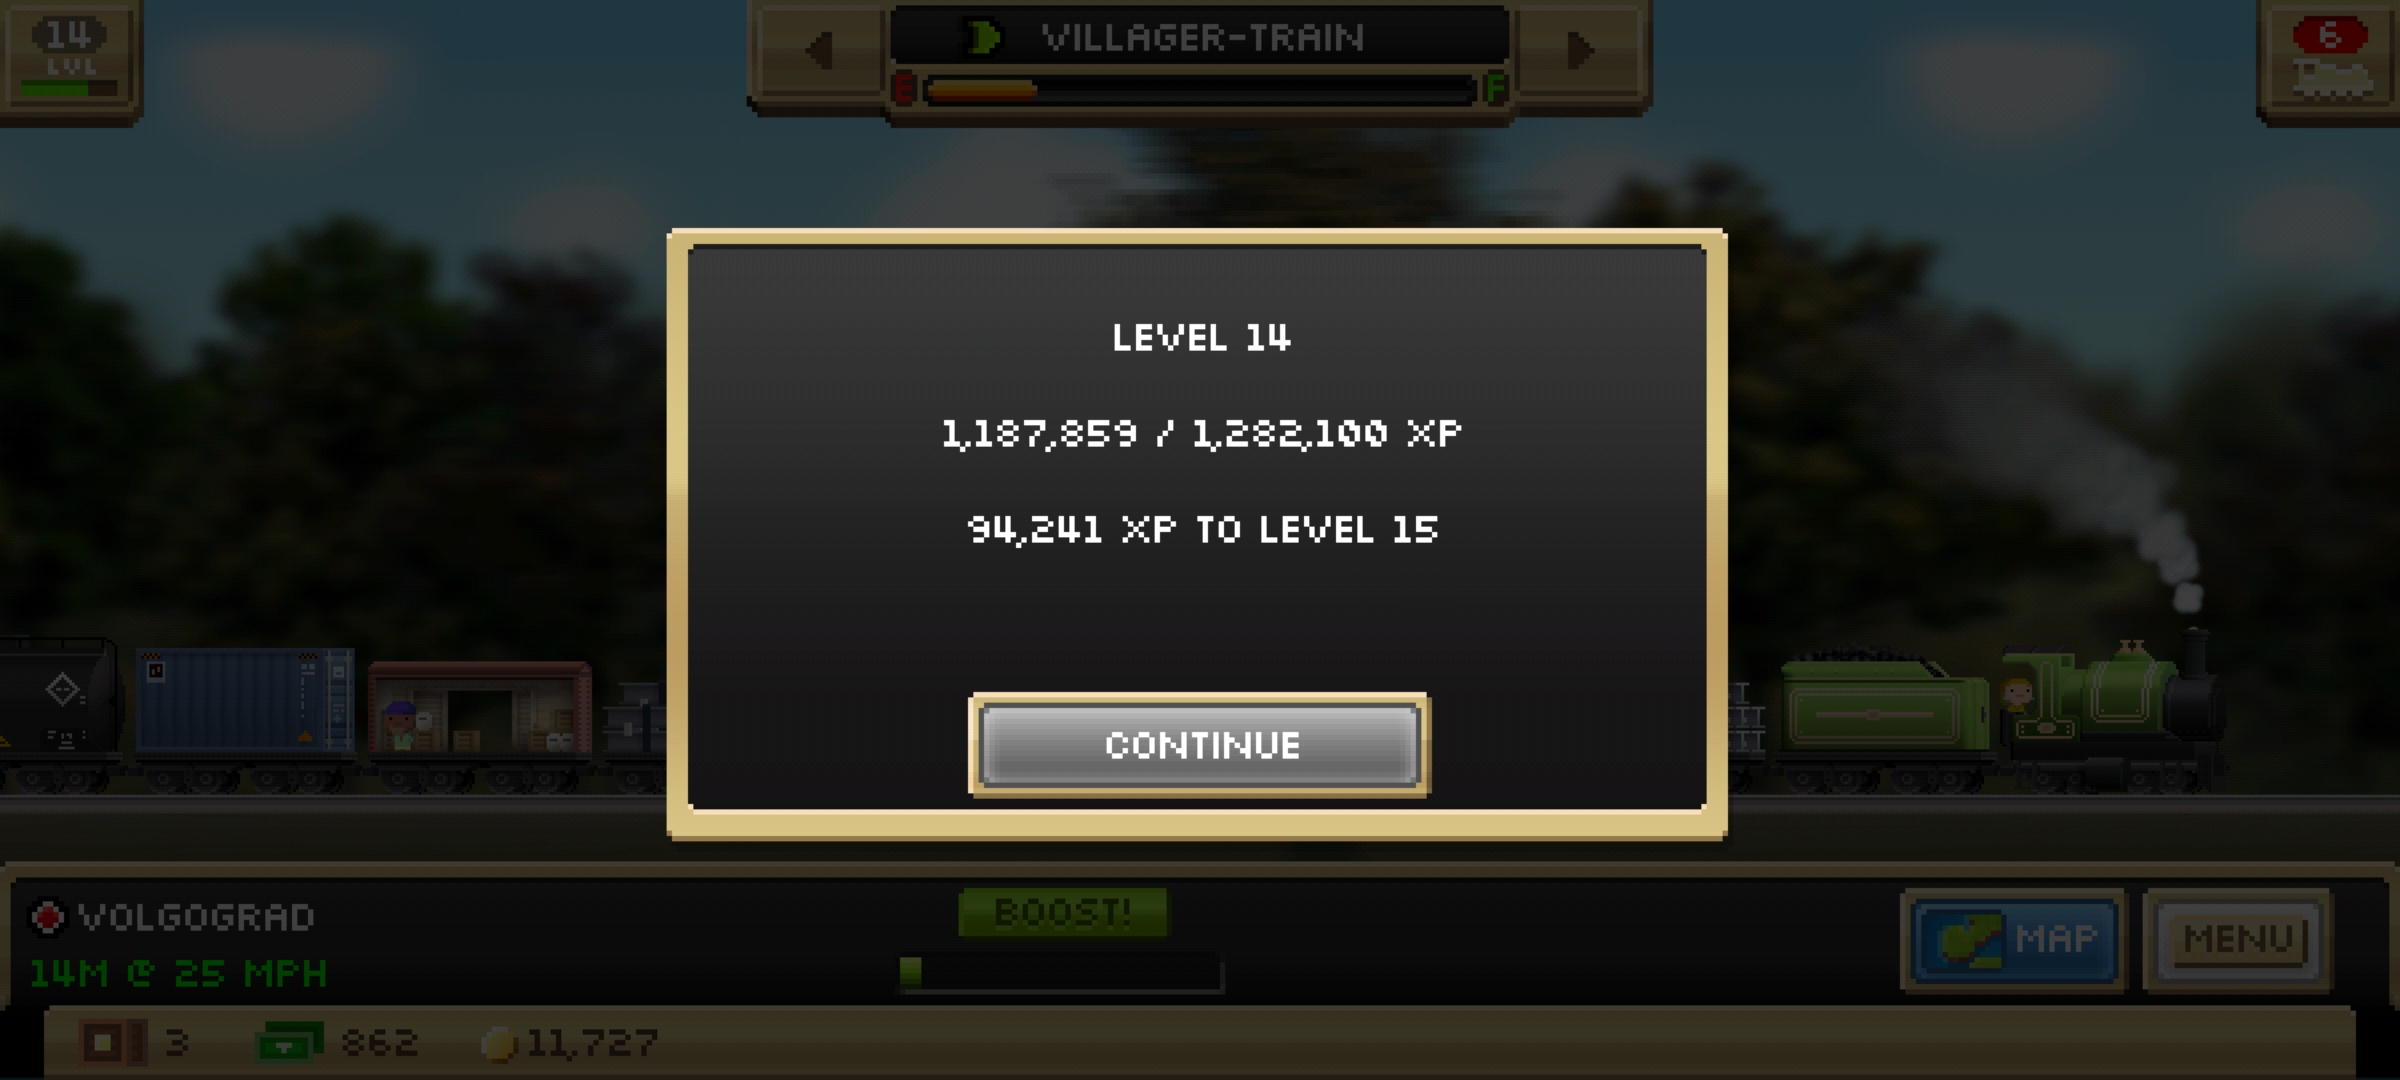 14
LVL
VILLAGER-TRAIN
E
F
6
LEVEL 14
1,187,859 / 1,282,100 XP
94,241 XP TO LEVEL 15
CONTINUE
VOLGOGRAD
14M @ 25 MPH
BOOST!
MAP
MENU
3
862
11,727